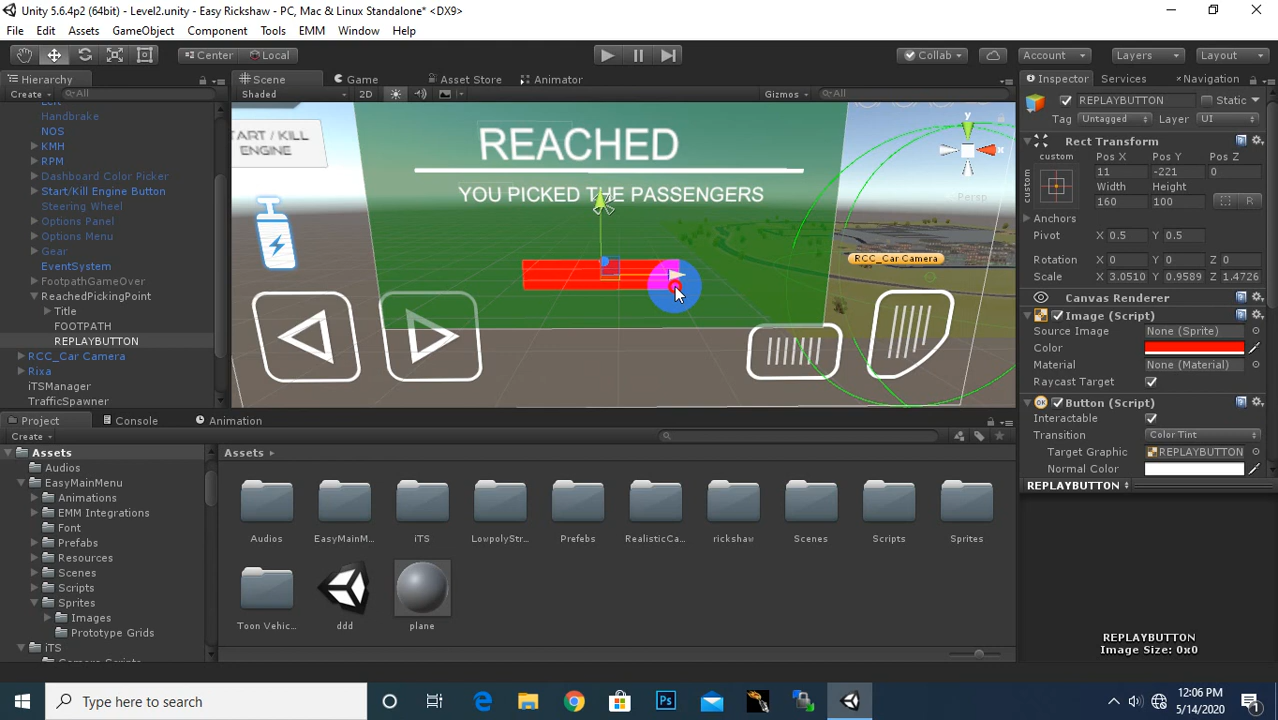 Unity 5.6.4p2 (64bit) - Level2.unity - Easy Rickshaw - PC, Mac & Linux Standalone* <DX9>
File Edit Assets GameObject Component Tools EMM Window Help
Center Local Collab Account Layers Layout
Hierarchy Scene Game Asset Store Animator Inspector Services Navigation
Create All Shaded 2D Gizmos All
REPLAYBUTTON Static
Tag Untagged Layer UI
Left
Handbrake
NOS
KMH
RPM
Dashboard Color Picker
Start/Kill Engine Button
Steering Wheel
Options Panel
Options Menu
Gear
EventSystem
FootpathGameOver
ReachedPickingPoint
Title
FOOTPATH
REPLAYBUTTON
RCC_Car Camera
Rixa
iTSManager
TrafficSpawner
START / KILL
ENGINE
REACHED
YOU PICKED THE PASSENGERS
y
x
Persp
RCC_Car Camera
Rect Transform
custom Pos X Pos Y Pos Z
custom 11 -221 0
Width Height
160 100 R
Anchors
Pivot X 0.5 Y 0.5
Rotation X 0 Y 0 Z 0
Scale X 3.0510 Y 0.9589 Z 1.4726
Canvas Renderer
Image (Script)
Source Image None (Sprite)
Color
Material None (Material)
Raycast Target
OK Button (Script)
Interactable
Transition Color Tint
Target Graphic REPLAYBUTTON
Normal Color
REPLAYBUTTON
Project Console Animation
Create
Assets
Audios
EasyMainMenu
Animations
EMM Integrations
Font
Prefabs
Resources
Scenes
Scripts
Sprites
Images
Prototype Grids
iTS
Camera Scripts
Assets
Audios EasyMainM... iTS LowpolyStr... Prefebs RealisticCa... rickshaw Scenes Scripts Sprites
Toon Vehic... ddd plane
REPLAYBUTTON
Image Size: 0x0
Type here to search
Ps
12:06 PM
5/14/2020
1